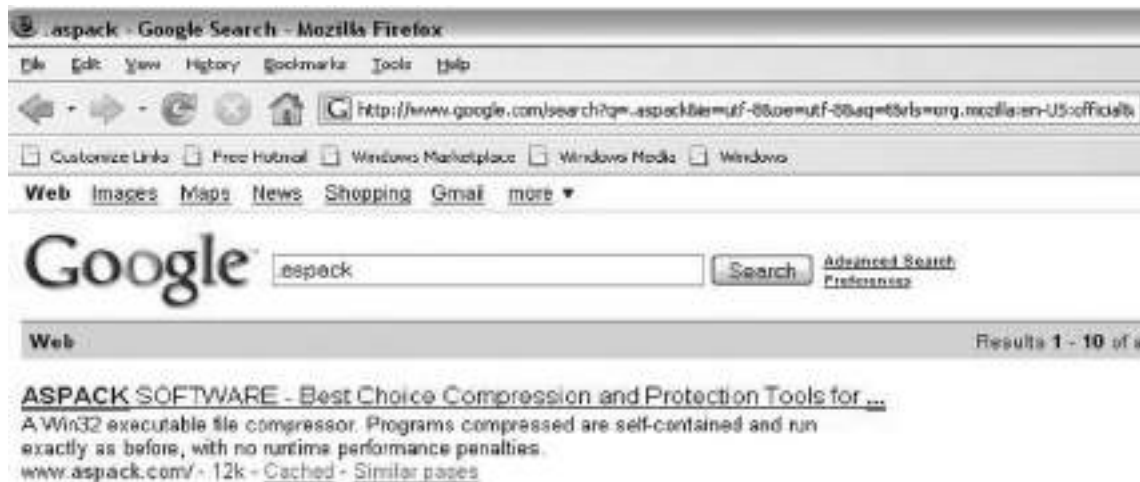 .aspack - Google Search - Mozilla Firefox
File Edit View History Bookmarks Tools Help
http://www.google.com/search?q=.aspack&ie=utf-8&oe=utf-8&aq=t&rls=org.mozilla:en-US:official&
Customize Links Free Hotmail Windows Marketplace Windows Media Windows
Web Images Maps News Shopping Gmail more ▼
Google .aspack Search Advanced Search
Preferences
Web Results 1 - 10 of
ASPACK SOFTWARE - Best Choice Compression and Protection Tools for ...
A Win32 executable file compressor. Programs compressed are self-contained and run
exactly as before, with no runtime performance penalties.
www.aspack.com/ - 12k - Cached - Similar pages